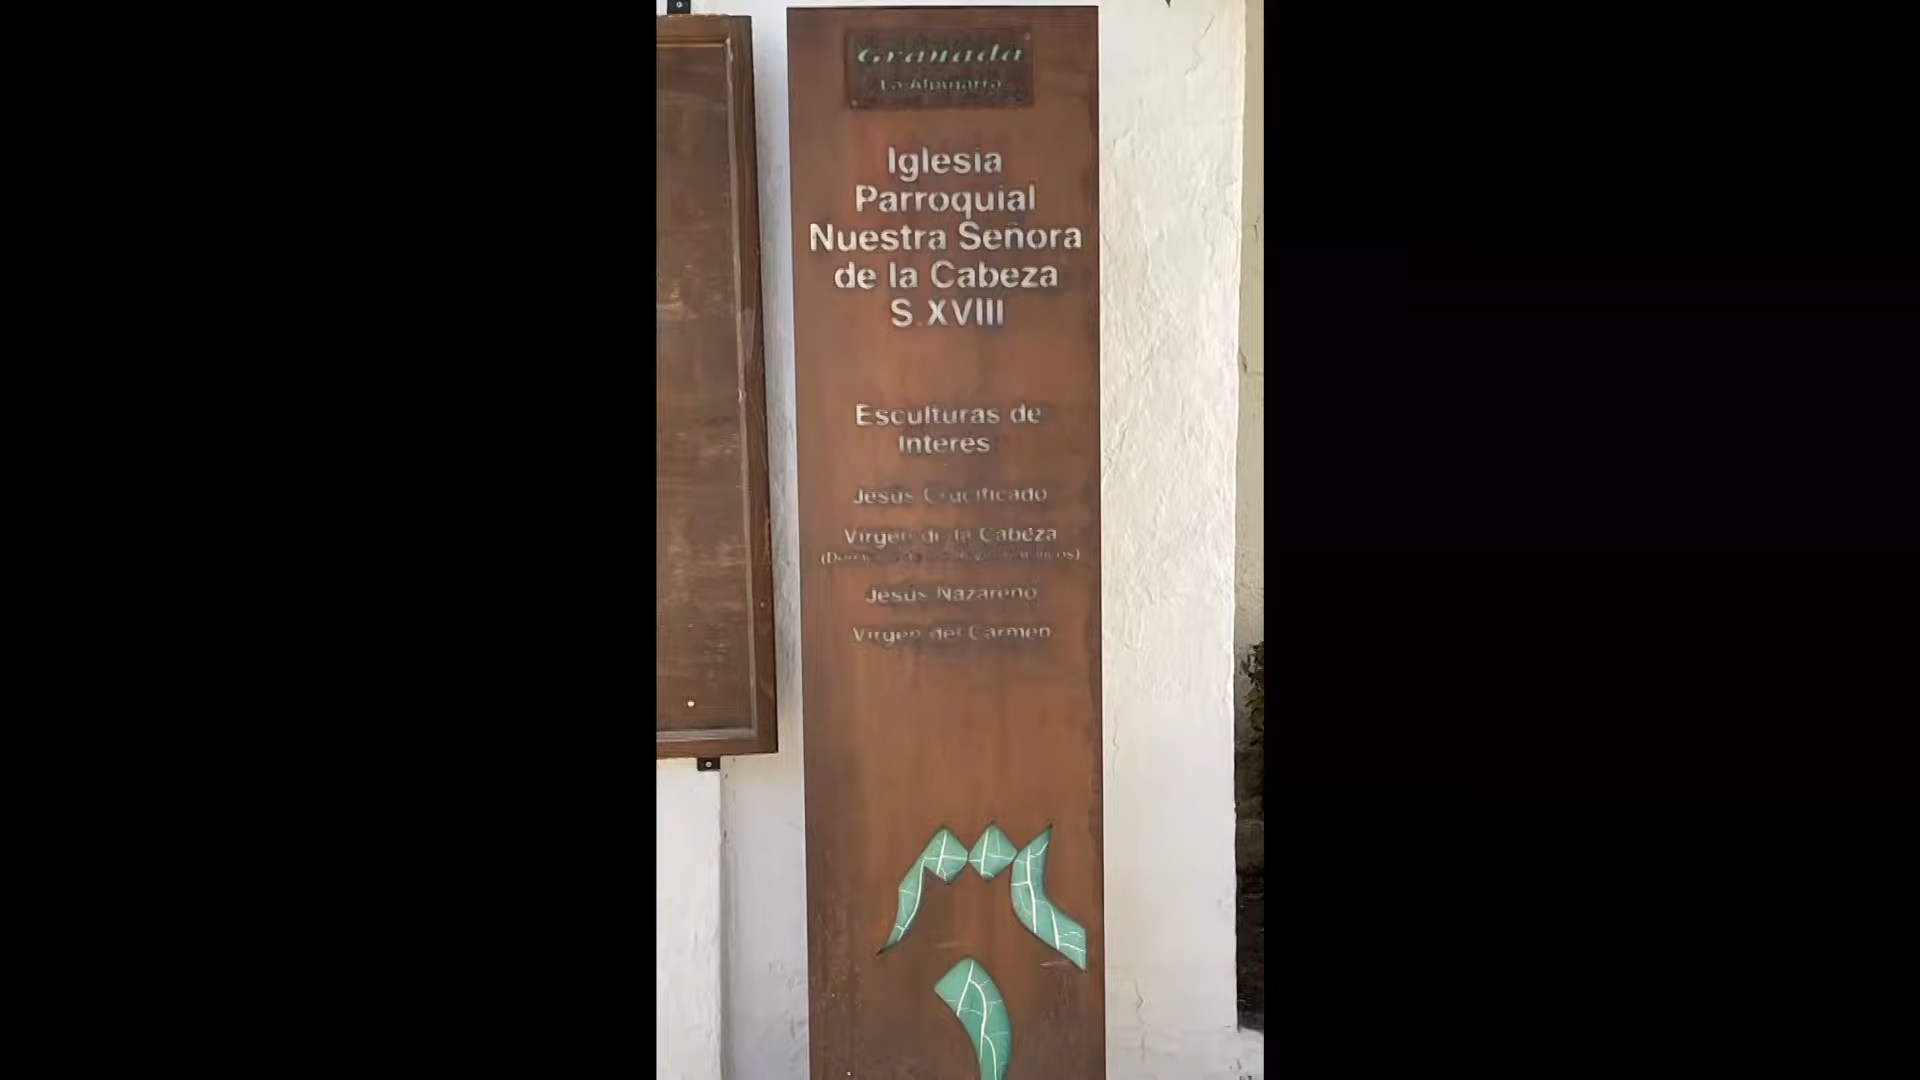 Granada
La Alpujarra
Iglesia
Parroquial
Nuestra Señora
de la Cabeza
S.XVIII
Esculturas de
Interes
Jesús Crucificado
Virgen de la Cabeza
Jesús Nazareno
Virgen del Carmen